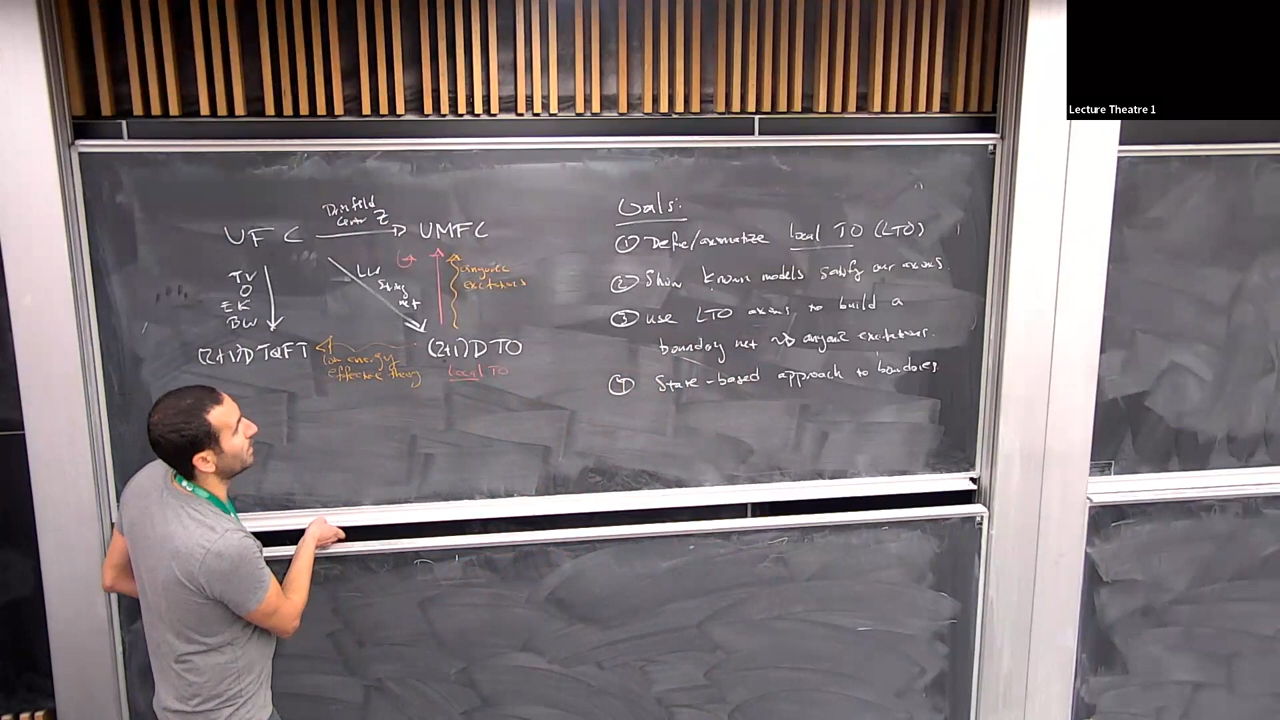 Lecture Theatre 1
Drinfeld
Center Z
UFC → UMFC
TV
O
EK
BW
LW
string
net
anyonic
excitations
(2+1)D TQFT
low energy
effective theory
(2+1)D TO
Local TO
Goals:
① Define/axiomatize local TO (LTO)
② Show known models satisfy our axioms
③ use LTO axioms to build a
boundary net ⇝ anyonic excitations.
④ State-based approach to boundaries